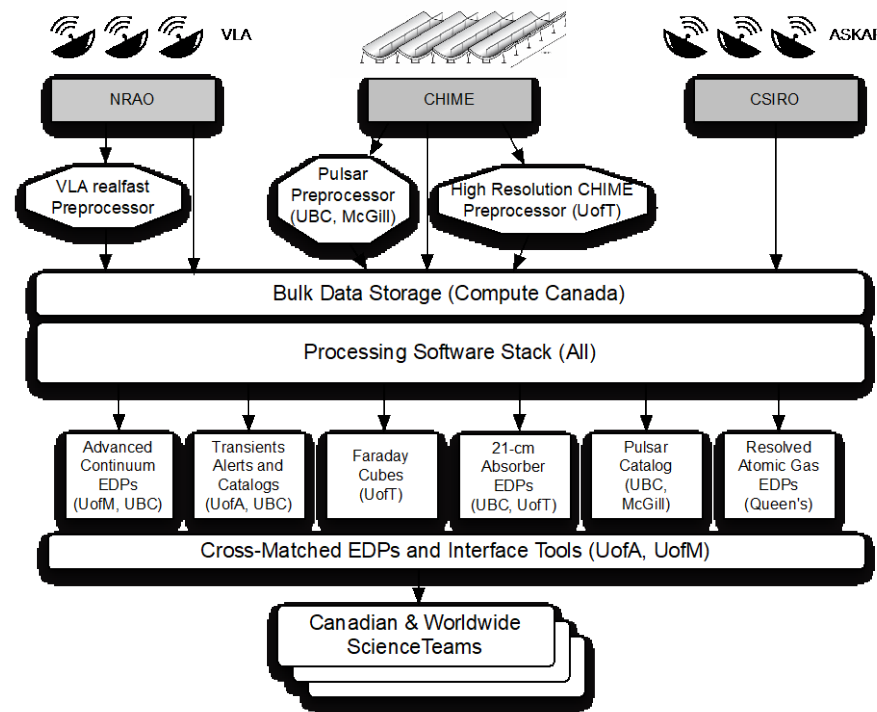 VLA
ASKAP
NRAO
CHIME
CSIRO
VLA realfast
Preprocessor
Pulsar
Preprocessor
(UBC, McGill)
High Resolution CHIME
Preprocessor (UofT)
Bulk Data Storage (Compute Canada)
Processing Software Stack (All)
Advanced
Continuum
EDPs
(UofM, UBC)
Transients
Alerts and
Catalogs
(UofA, UBC)
Faraday
Cubes
(UofT)
21-cm
Absorber
EDPs
(UBC, UofT)
Pulsar
Catalog
(UBC,
McGill)
Resolved
Atomic Gas
EDPs
(Queen's)
Cross-Matched EDPs and Interface Tools (UofA, UofM)
Canadian & Worldwide
ScienceTeams